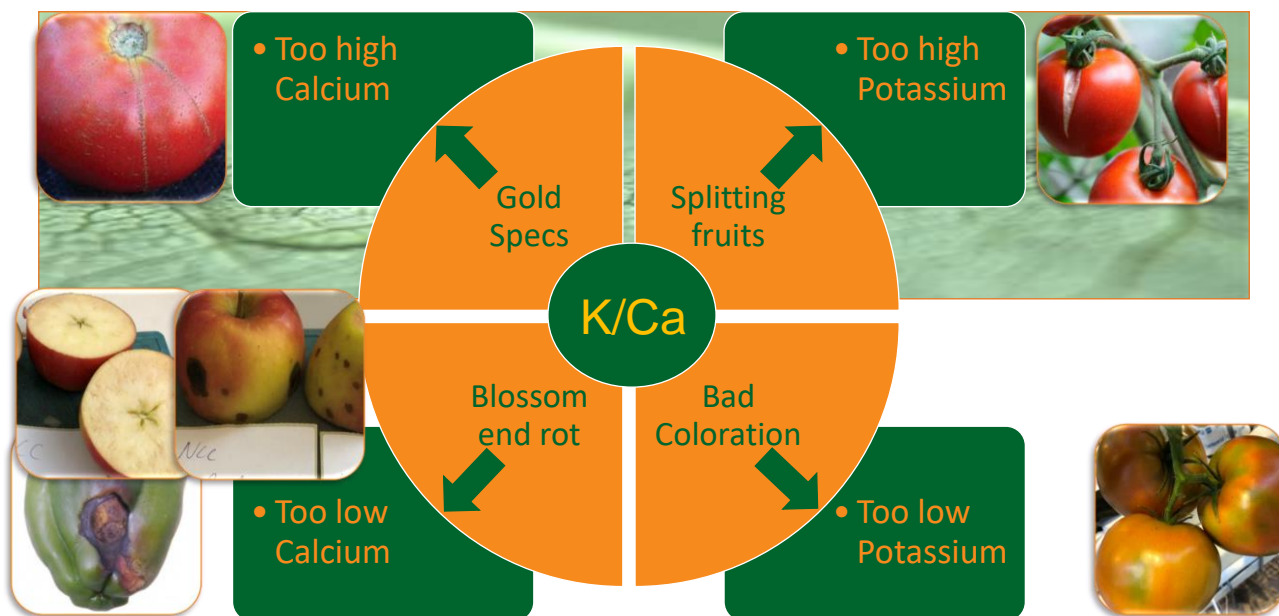 • Too high
Calcium
• Too high
Potassium
Gold
Specs
Splitting
fruits
K/Ca
Blossom
end rot
Bad
Coloration
NCC
• Too low
Calcium
• Too low
Potassium